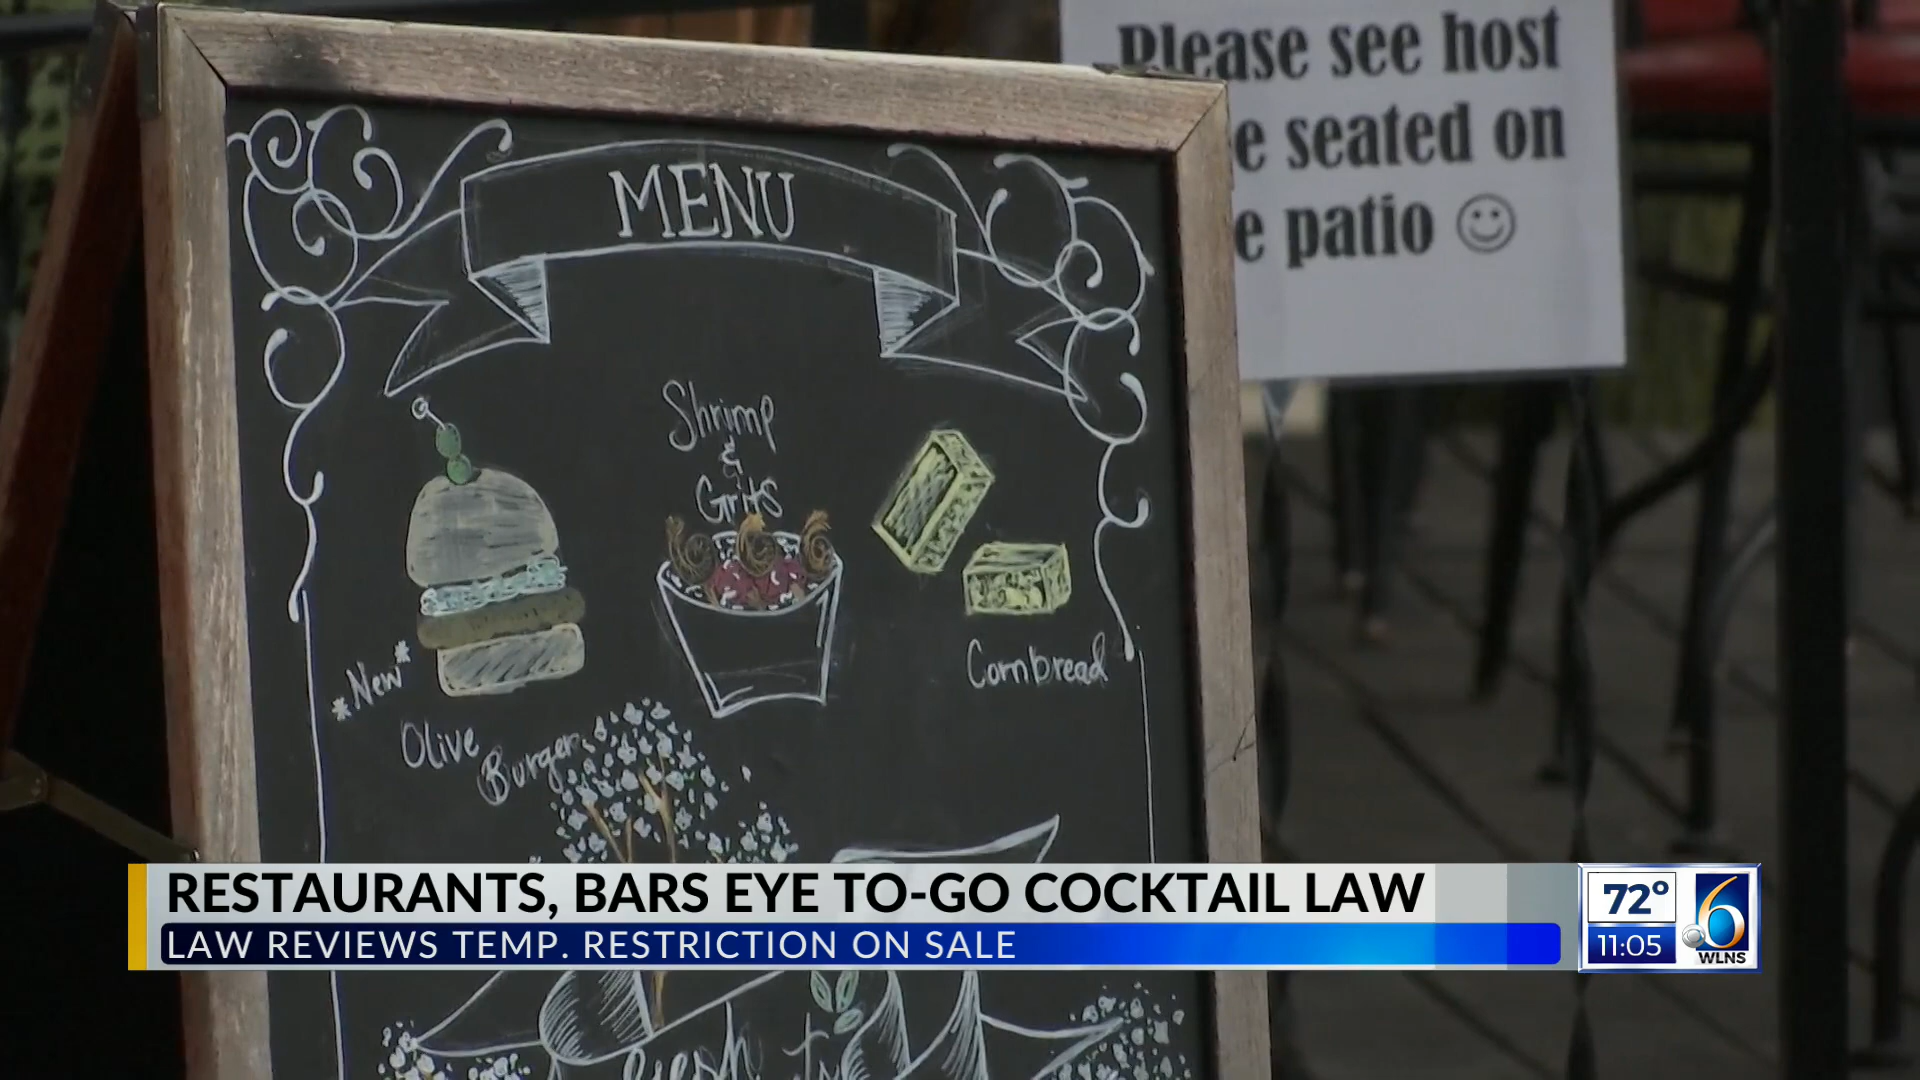 Please see host
seated on
patio ☺
MENU
Shrimp
&
Grits
*New*
Olive Burger
Cornbread
RESTAURANTS, BARS EYE TO-GO COCKTAIL LAW
LAW REVIEWS TEMP. RESTRICTION ON SALE
72°
11:05
6
WLNS